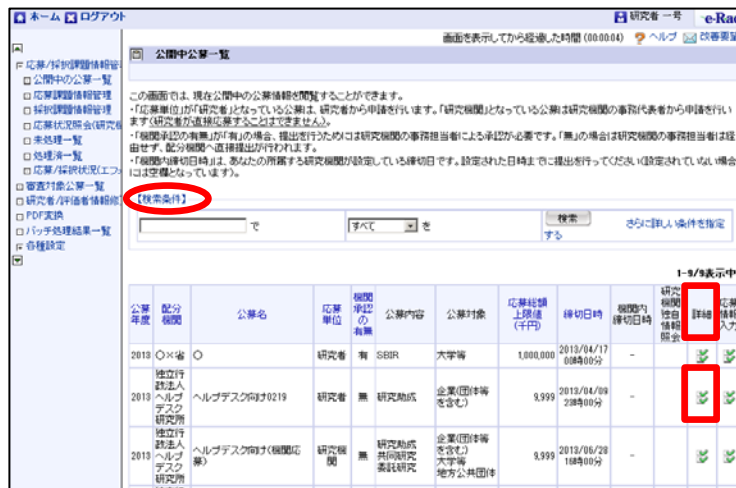 ホーム ログアウト
研究者 一号 e-Rad
画面を表示してから経過した時間 (00:00:04) ヘルプ 改善要望
応募/採択課題情報管
公開中の公募一覧
応募課題情報管理
採択課題情報管理
応募状況照会(研究機
未処理一覧
処理済一覧
応募/採択状況(エフォ
審査対象公募一覧
研究者/評価者情報修
PDF変換
バッチ処理結果一覧
各種設定
公開中公募一覧
この画面では、現在公開中の公募情報を閲覧することができます。
・「応募単位」が「研究者」となっている公募は、研究者から申請を行います。「研究機関」となっている公募は研究機関の事務代表者から申請を行い
ます(研究者が直接応募することはできません)。
・「機関承認の有無」が「有」の場合、提出を行うためには研究機関の事務担当者による承認が必要です。「無」の場合は研究機関の事務担当者は経
由せず、配分機関へ直接提出が行われます。
・「機関内締切日時」は、あなたの所属する研究機関が設定している締切日です。設定された日時までに提出を行ってください(設定されていない場合
には空欄となっています)。
【検索条件】
で すべて を 検索 さらに詳しい条件を指定
する
1-9/9表示中
公募年度 配分機関 公募名 応募単位 機関承認の有無 公募内容 公募対象 応募総額上限値(千円) 締切日時 機関内締切日時 研究機関独自情報照会 詳細 応募情報入力
2013 ○×省 ○ 研究者 有 SBIR 大学等 1,000,000 2013/04/17 00時00分 -
2013 独立行政法人ヘルプデスク研究所 ヘルプデスク向け0219 研究者 無 研究助成 企業(団体等を含む) 9,999 2013/04/09 23時00分 -
2013 独立行政法人ヘルプデスク研究所 ヘルプデスク向け(機関応募) 研究機関 無 研究助成 共同研究 委託研究 企業(団体等を含む) 大学等 地方公共団体 9,999 2013/06/28 16時00分 -